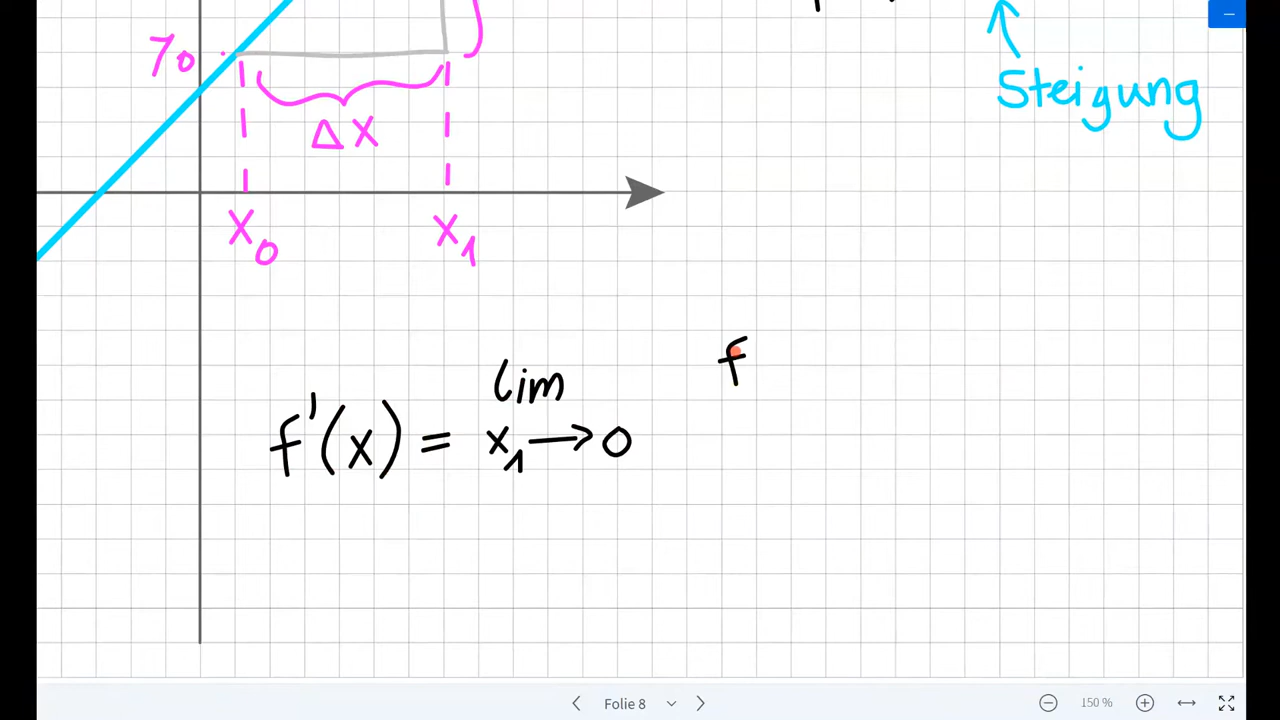 y₀
Δx
Steigung
x₀ x₁
lim f
f'(x) = x₁ → 0
Folie 8
150 %